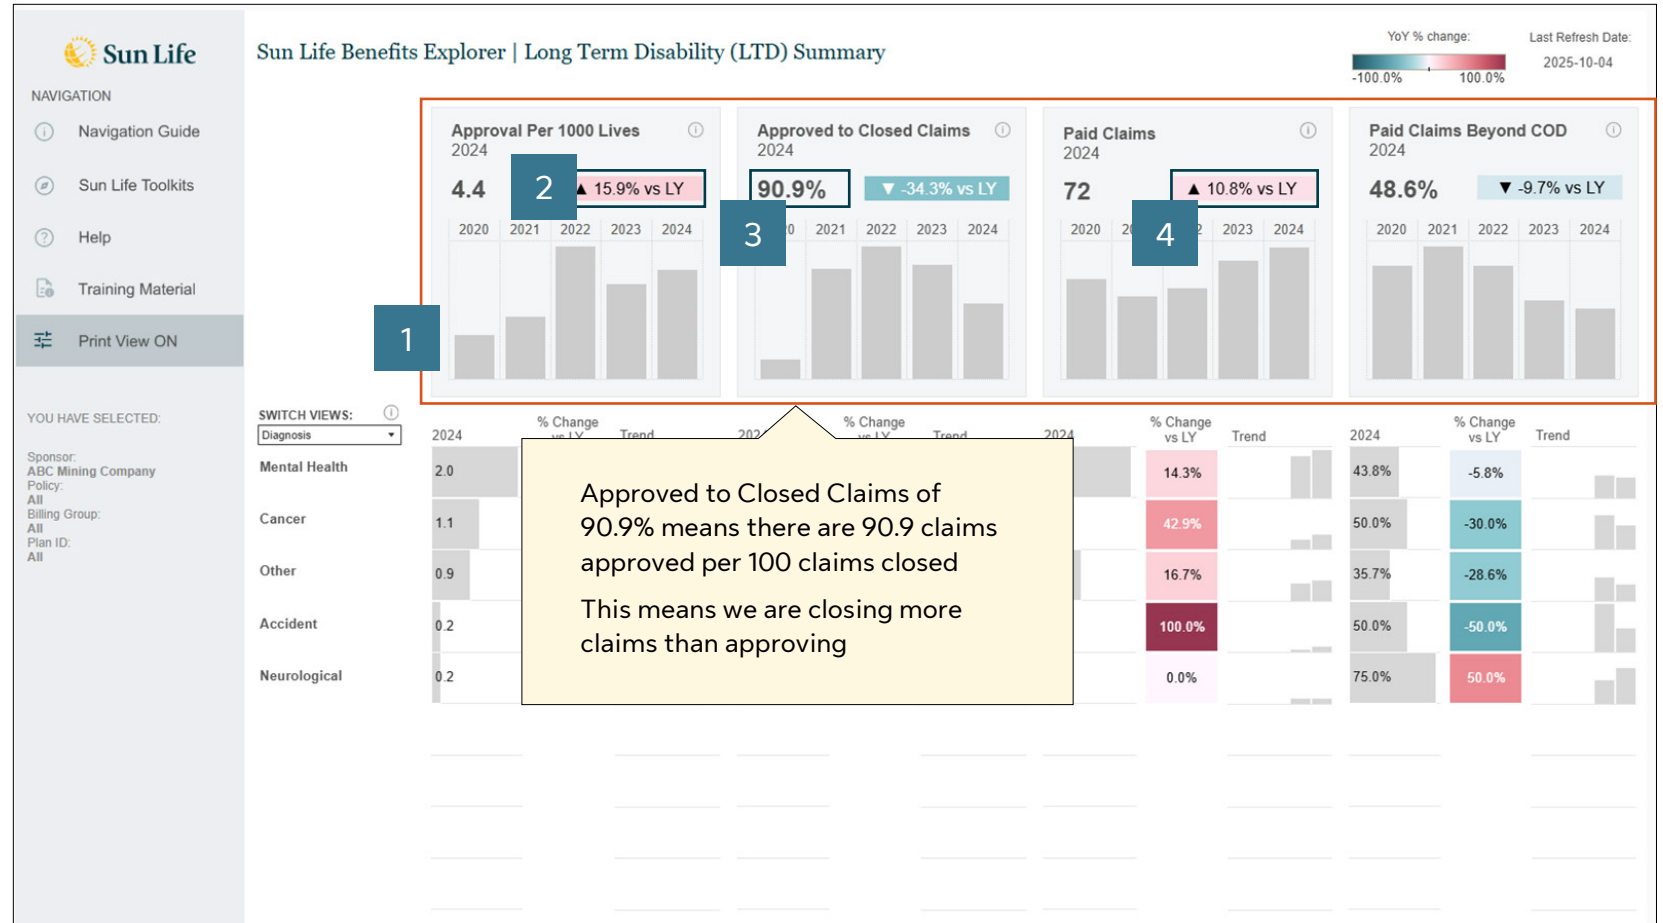 Sun Life
Sun Life Benefits Explorer | Long Term Disability (LTD) Summary
YoY % change:
-100.0% 100.0%
Last Refresh Date:
2025-10-04
NAVIGATION
Navigation Guide
Sun Life Toolkits
Help
Training Material
Print View ON
YOU HAVE SELECTED:
Sponsor:
ABC Mining Company
Policy:
All
Billing Group:
All
Plan ID:
All
Approval Per 1000 Lives
2024
4.4 2 ▲ 15.9% vs LY
2020 2021 2022 2023 2024
1
Approved to Closed Claims
2024
90.9% ▼ -34.3% vs LY
3 2021 2022 2023 2024
Paid Claims
2024
72 ▲ 10.8% vs LY
2020 4 2023 2024
Paid Claims Beyond COD
2024
48.6% ▼ -9.7% vs LY
2020 2021 2022 2023 2024
SWITCH VIEWS:
Diagnosis
2024 % Change vs LY Trend 2024 % Change vs LY Trend 2024 % Change vs LY Trend 2024 % Change vs LY Trend
Mental Health 2.0 14.3% 43.8% -5.8%
Cancer 1.1 42.9% 50.0% -30.0%
Other 0.9 16.7% 35.7% -28.6%
Accident 0.2 100.0% 50.0% -50.0%
Neurological 0.2 0.0% 75.0% 50.0%
Approved to Closed Claims of
90.9% means there are 90.9 claims
approved per 100 claims closed
This means we are closing more
claims than approving